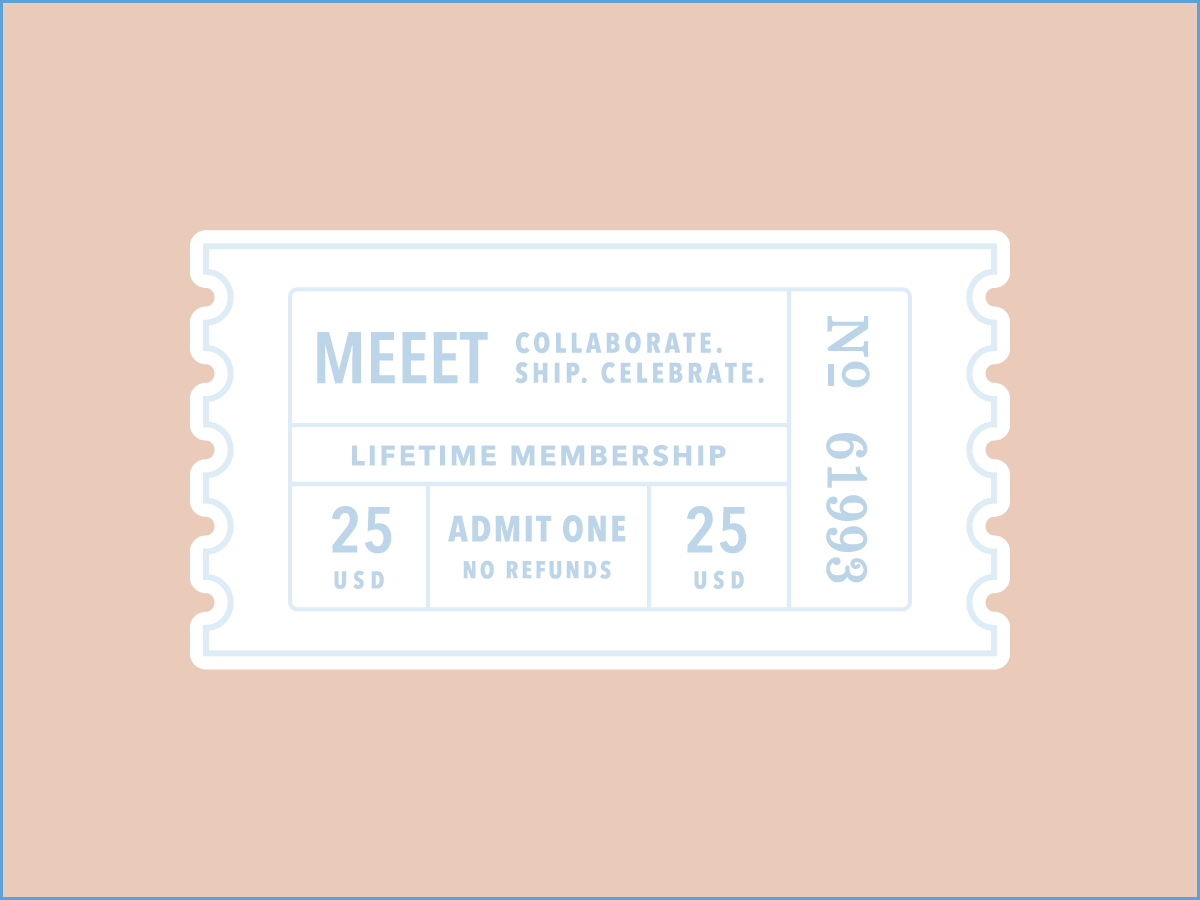 MEEET
COLLABORATE.
SHIP. CELEBRATE.
LIFETIME MEMBERSHIP
25
USD
ADMIT ONE
NO REFUNDS
25
USD
No 61993